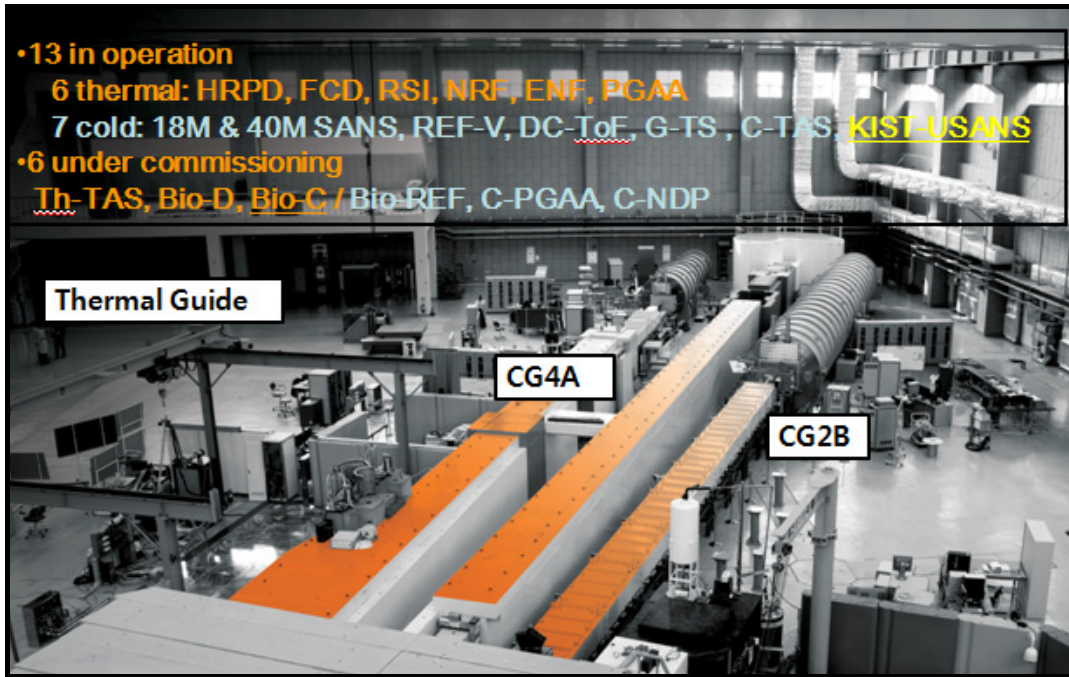 •13 in operation
6 thermal: HRPD, FCD, RSI, NRF, ENF, PGAA
7 cold: 18M & 40M SANS, REF-V, DC-ToF, G-TS , C-TAS, KIST-USANS
•6 under commissioning
Th-TAS, Bio-D, Bio-C / Bio-REF, C-PGAA, C-NDP
Thermal Guide
CG4A
CG2B